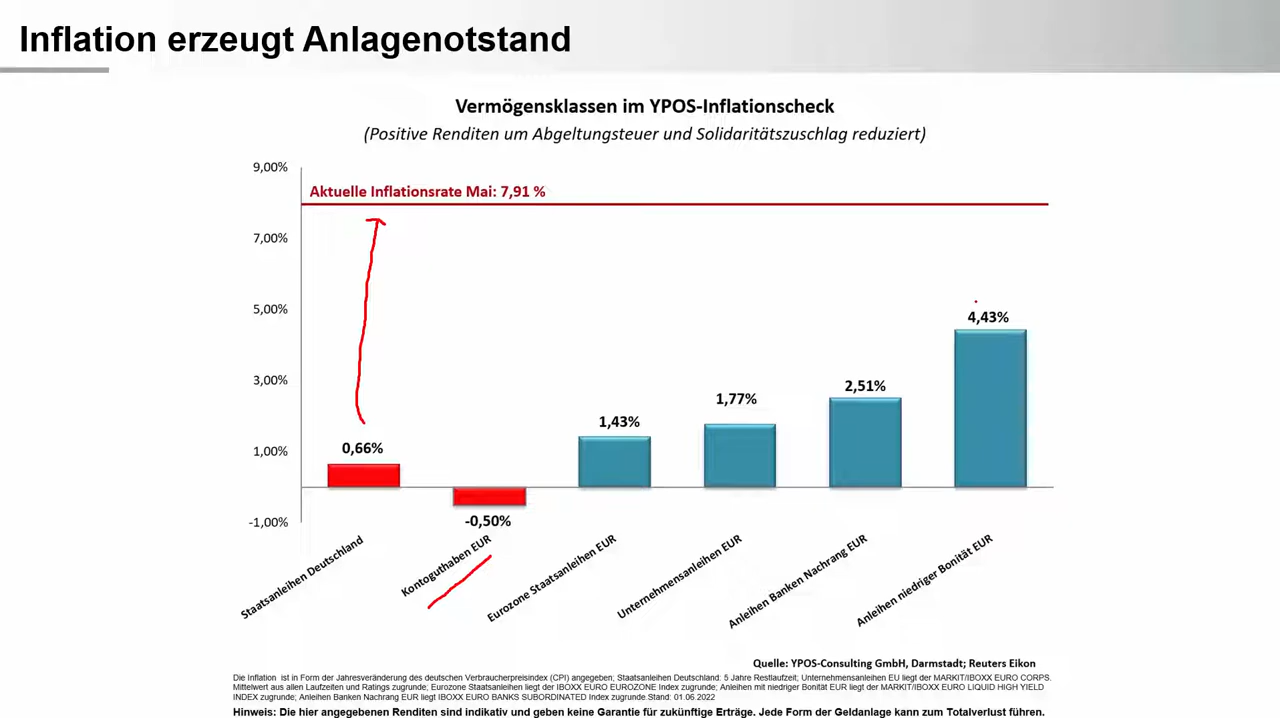 Inflation erzeugt Anlagenotstand
Vermögensklassen im YPOS-Inflationscheck
(Positive Renditen um Abgeltungsteuer und Solidaritätszuschlag reduziert)
9,00%
Aktuelle Inflationsrate Mai: 7,91 %
7,00%
5,00%
4,43%
3,00%
2,51%
1,77%
1,43%
1,00%
0,66%
-1,00%
-0,50%
Staatsanleihen Deutschland
Kontoguthaben EUR
Eurozone Staatsanleihen EUR
Unternehmensanleihen EUR
Anleihen Banken Nachrang EUR
Anleihen niedriger Bonität EUR
Quelle: YPOS-Consulting GmbH, Darmstadt; Reuters Eikon
Die Inflation ist in Form der Jahresveränderung des deutschen Verbraucherpreisindex (CPI) angegeben; Staatsanleihen Deutschland: 5 Jahre Restlaufzeit; Unternehmensanleihen EU liegt der MARKIT/IBOXX EURO CORPS.
Mittelwert aus allen Laufzeiten und Ratings zugrunde; Eurozone Staatsanleihen liegt der IBOXX EURO EUROZONE Index zugrunde; Anleihen mit niedriger Bonität EUR liegt der MARKIT/IBOXX EURO LIQUID HIGH YIELD
INDEX zugrunde; Anleihen Banken Nachrang EUR liegt IBOXX EURO BANKS SUBORDINATED Index zugrunde.Stand: 01.06.2022
Hinweis: Die hier angegebenen Renditen sind indikativ und geben keine Garantie für zukünftige Erträge. Jede Form der Geldanlage kann zum Totalverlust führen.